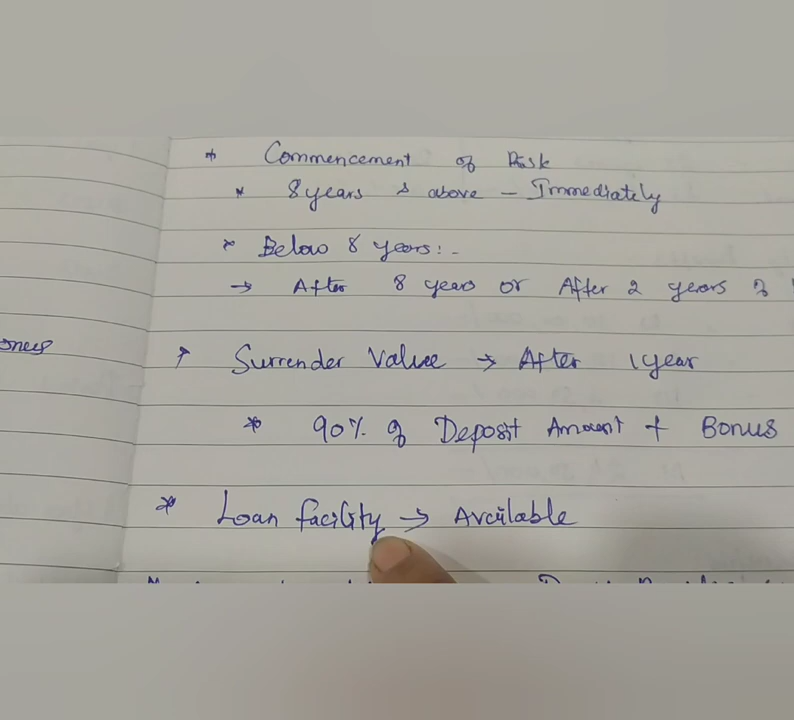 * Commencement of Risk
* 8 years & above - Immediately
* Below 8 years:-
→ After 8 years or After 2 years of
* Surrender Value → After 1 year
* 90% of Deposit Amount + Bonus
* Loan facility → Available